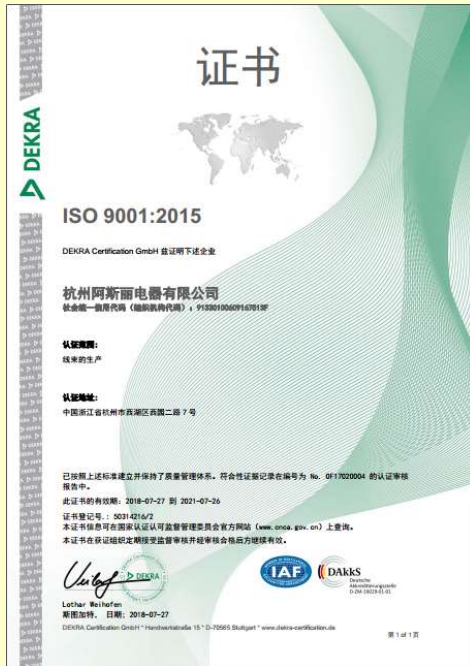 证书
DEKRA
ISO 9001:2015
DEKRA Certification GmbH 兹证明下述企业
杭州阿斯丽电器有限公司
认证范围:
线束的生产
认证地址:
中国浙江省杭州市西湖区西园二路 7 号
已按照上述标准建立并保持了质量管理体系。符合性证据记录在编号为 No. QF17020004 的认证审核
报告中。
此证书的有效期: 2018-07-27 到 2021-07-26
证书登记号.: 50314216/2
本证书信息可在国家认证认可监督管理委员会官方网站 (www.cnca.gov.cn) 上查询。
本证书在获证组织定期接受监督审核并经审核合格后方继续有效。
DEKRA
IAF
DAkkS
Deutsche
Akkreditierungsstelle
Lothar Weihofen
斯图加特, 日期: 2018-07-27
DEKRA Certification GmbH * Handwerkstraße 15 * D-70565 Stuttgart * www.dekra-certification.de
第 1 of 1 页